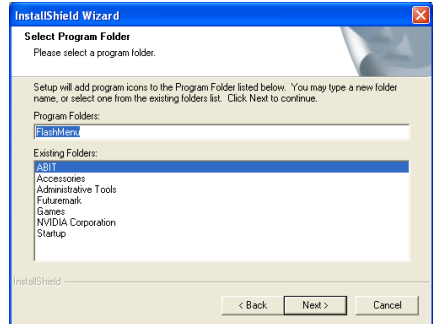 InstallShield Wizard
Select Program Folder
Please select a program folder.
Setup will add program icons to the Program Folder listed below. You may type a new folder
name, or select one from the existing folders list. Click Next to continue.
Program Folders:
FlashMenu
Existing Folders:
ABIT
Accessories
Administrative Tools
Futuremark
Games
NVIDIA Corporation
Startup
InstallShield
< Back Next > Cancel